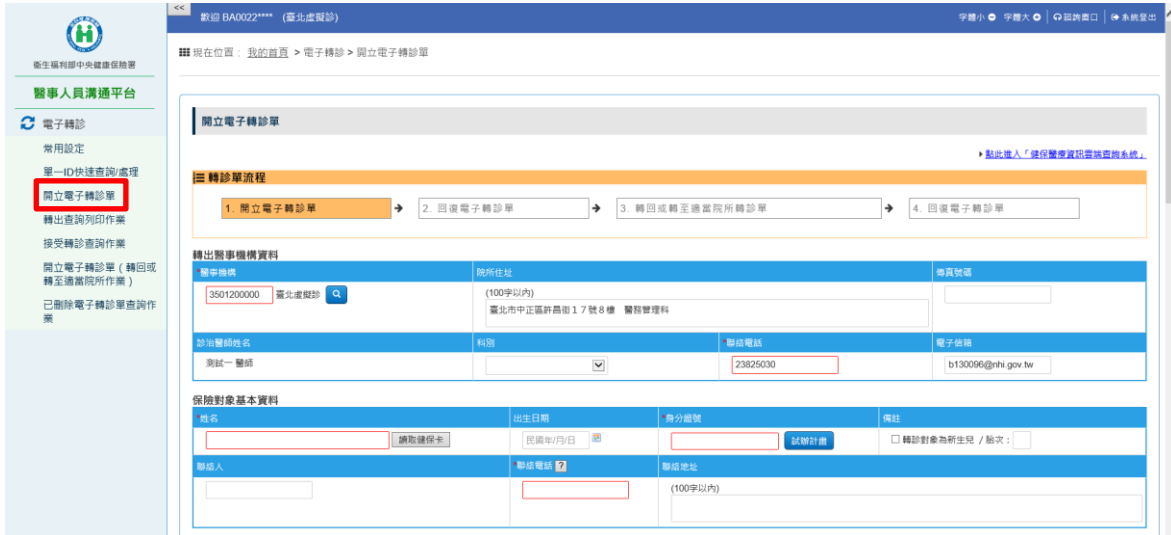 <<
歡迎 BA0022**** (臺北虛擬診)
字體小 字體大 回詢窗口 系統登出
衛生福利部中央健康保險署
醫事人員溝通平台
電子轉診
常用設定
單一ID快速查詢/處理
開立電子轉診單
轉出查詢列印作業
接受轉診查詢作業
開立電子轉診單(轉回或
轉至適當院所作業)
已刪除電子轉診單查詢作
業
現在位置: 我的首頁 > 電子轉診 > 開立電子轉診單
開立電子轉診單
點此進入「健保醫療資訊雲端查詢系統」
轉診單流程
1. 開立電子轉診單
2. 回復電子轉診單
3. 轉回或轉至適當院所轉診單
4. 回復電子轉診單
轉出醫事機構資料
*醫事機構 院所住址 傳真號碼
3501200000 臺北虛擬診
(100字以內)
臺北市中正區許昌街17號8樓 醫務管理科
診治醫師姓名 科別 *聯絡電話 電子信箱
測試一 醫師 23825030 b130096@nhi.gov.tw
保險對象基本資料
*姓名 出生日期 *身分證號 備註
讀取健保卡 民國年/月/日 試辦計畫 轉診對象為新生兒 / 胎次:
聯絡人 *聯絡電話 ? 聯絡地址
(100字以內)